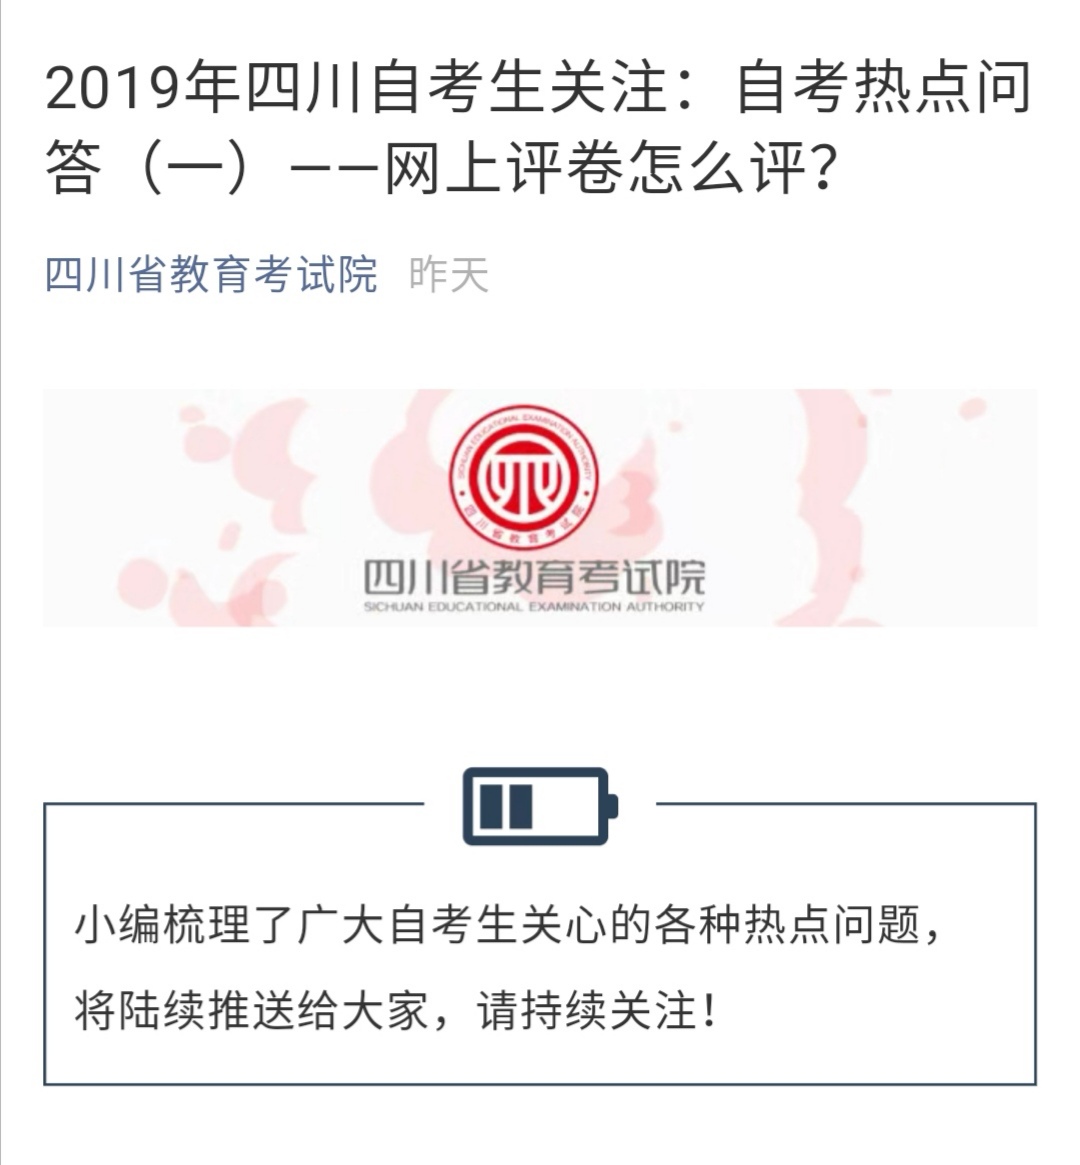 2019年四川自考生关注：自考热点问
答（一）——网上评卷怎么评？
四川省教育考试院 昨天
SICHUAN EDUCATIONAL EXAMINATION AUTHORITY
四川省教育考试院
四川省教育考试院
SICHUAN EDUCATIONAL EXAMINATION AUTHORITY
小编梳理了广大自考生关心的各种热点问题，
将陆续推送给大家，请持续关注！